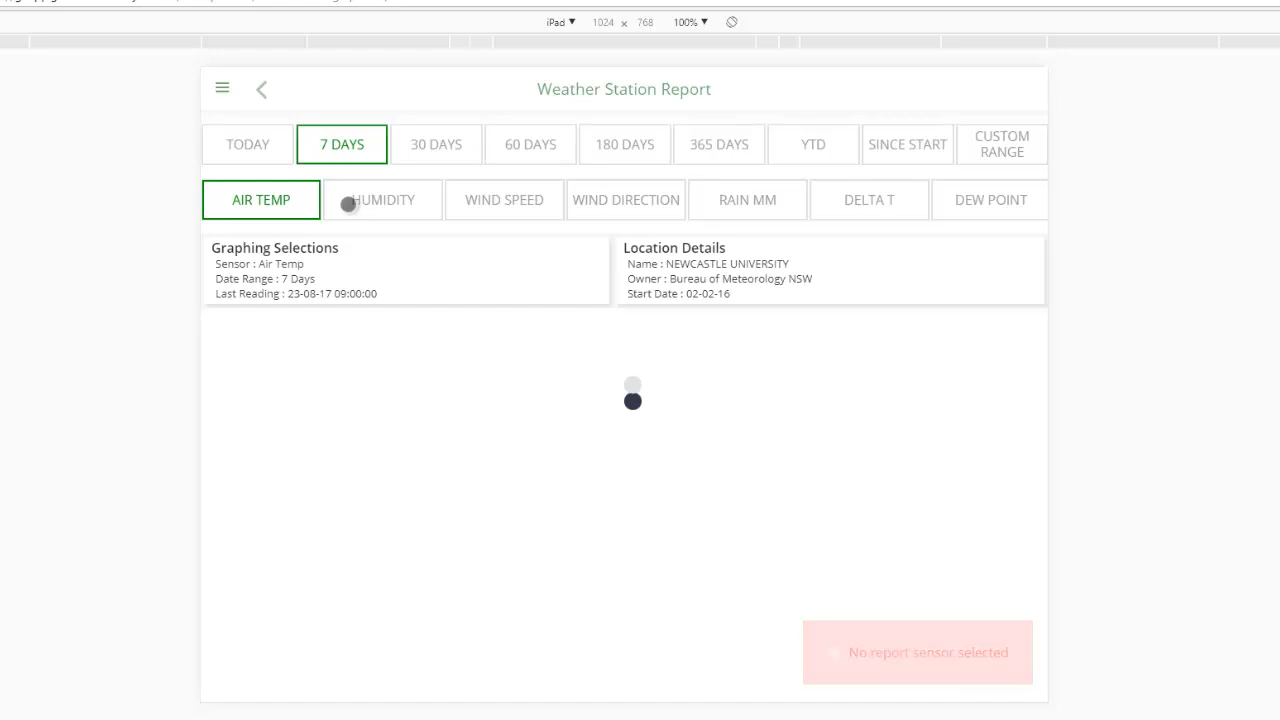 iPad ▼ 1024 × 768 100% ▼
Weather Station Report
TODAY 7 DAYS 30 DAYS 60 DAYS 180 DAYS 365 DAYS YTD SINCE START CUSTOM RANGE
AIR TEMP HUMIDITY WIND SPEED WIND DIRECTION RAIN MM DELTA T DEW POINT
Graphing Selections
Sensor : Air Temp
Date Range : 7 Days
Last Reading : 23-08-17 09:00:00
Location Details
Name : NEWCASTLE UNIVERSITY
Owner : Bureau of Meteorology NSW
Start Date : 02-02-16
No report sensor selected